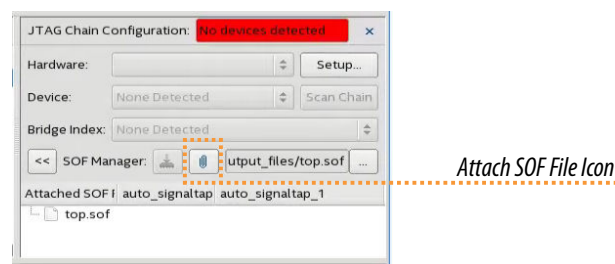 JTAG Chain Configuration: No devices detected ×
Hardware: Setup...
Device: None Detected Scan Chain
Bridge Index: None Detected
<< SOF Manager: utput_files/top.sof ...
Attach SOF File Icon
Attached SOF F auto_signaltap auto_signaltap_1
top.sof